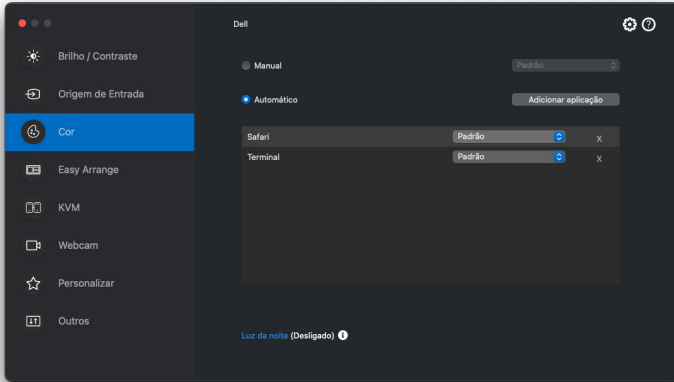 Dell
Brilho / Contraste
Origem de Entrada
Cor
Easy Arrange
KVM
Webcam
Personalizar
Outros
Manual
Padrão
Automático
Adicionar aplicação
Safari
Padrão
X
Terminal
Padrão
X
Luz da noite (Desligado)